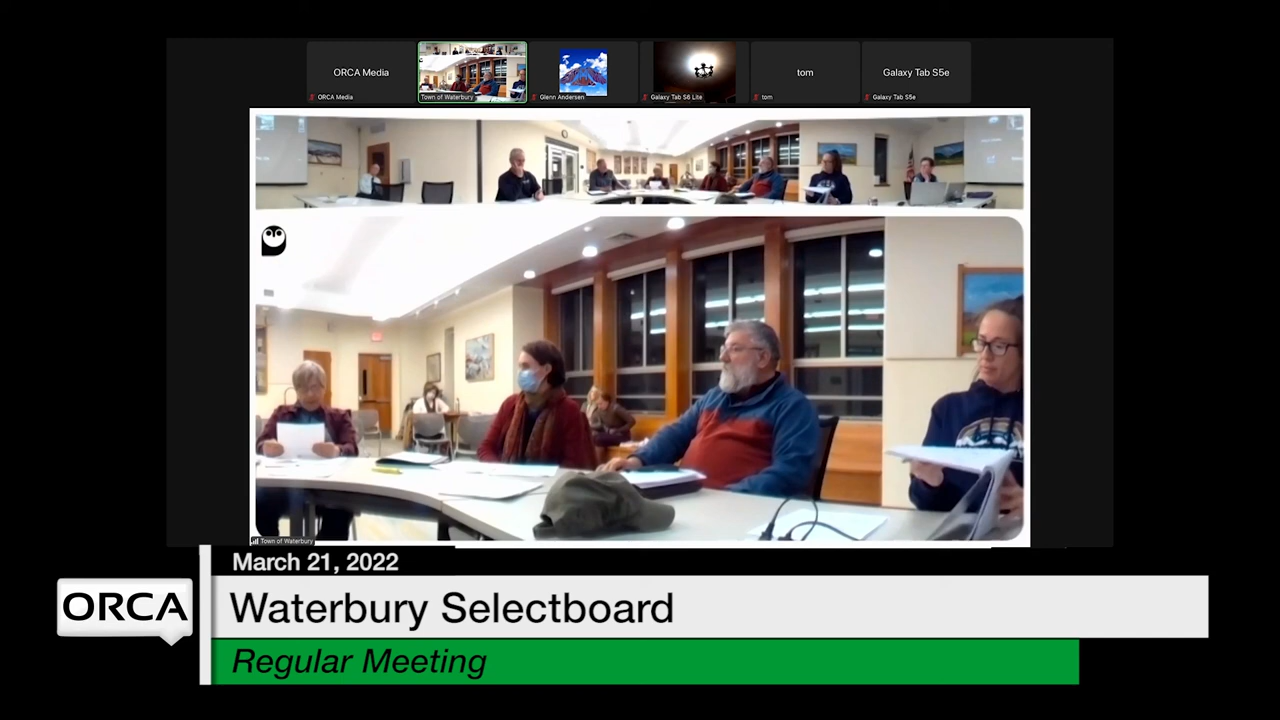 ORCA Media
tom
Galaxy Tab S5e
ORCA Media
Town of Waterbury
Glenn Andersen
Galaxy Tab S6 Lite
tom
Galaxy Tab S5e
Town of Waterbury
March 21, 2022
ORCA
Waterbury Selectboard
Regular Meeting